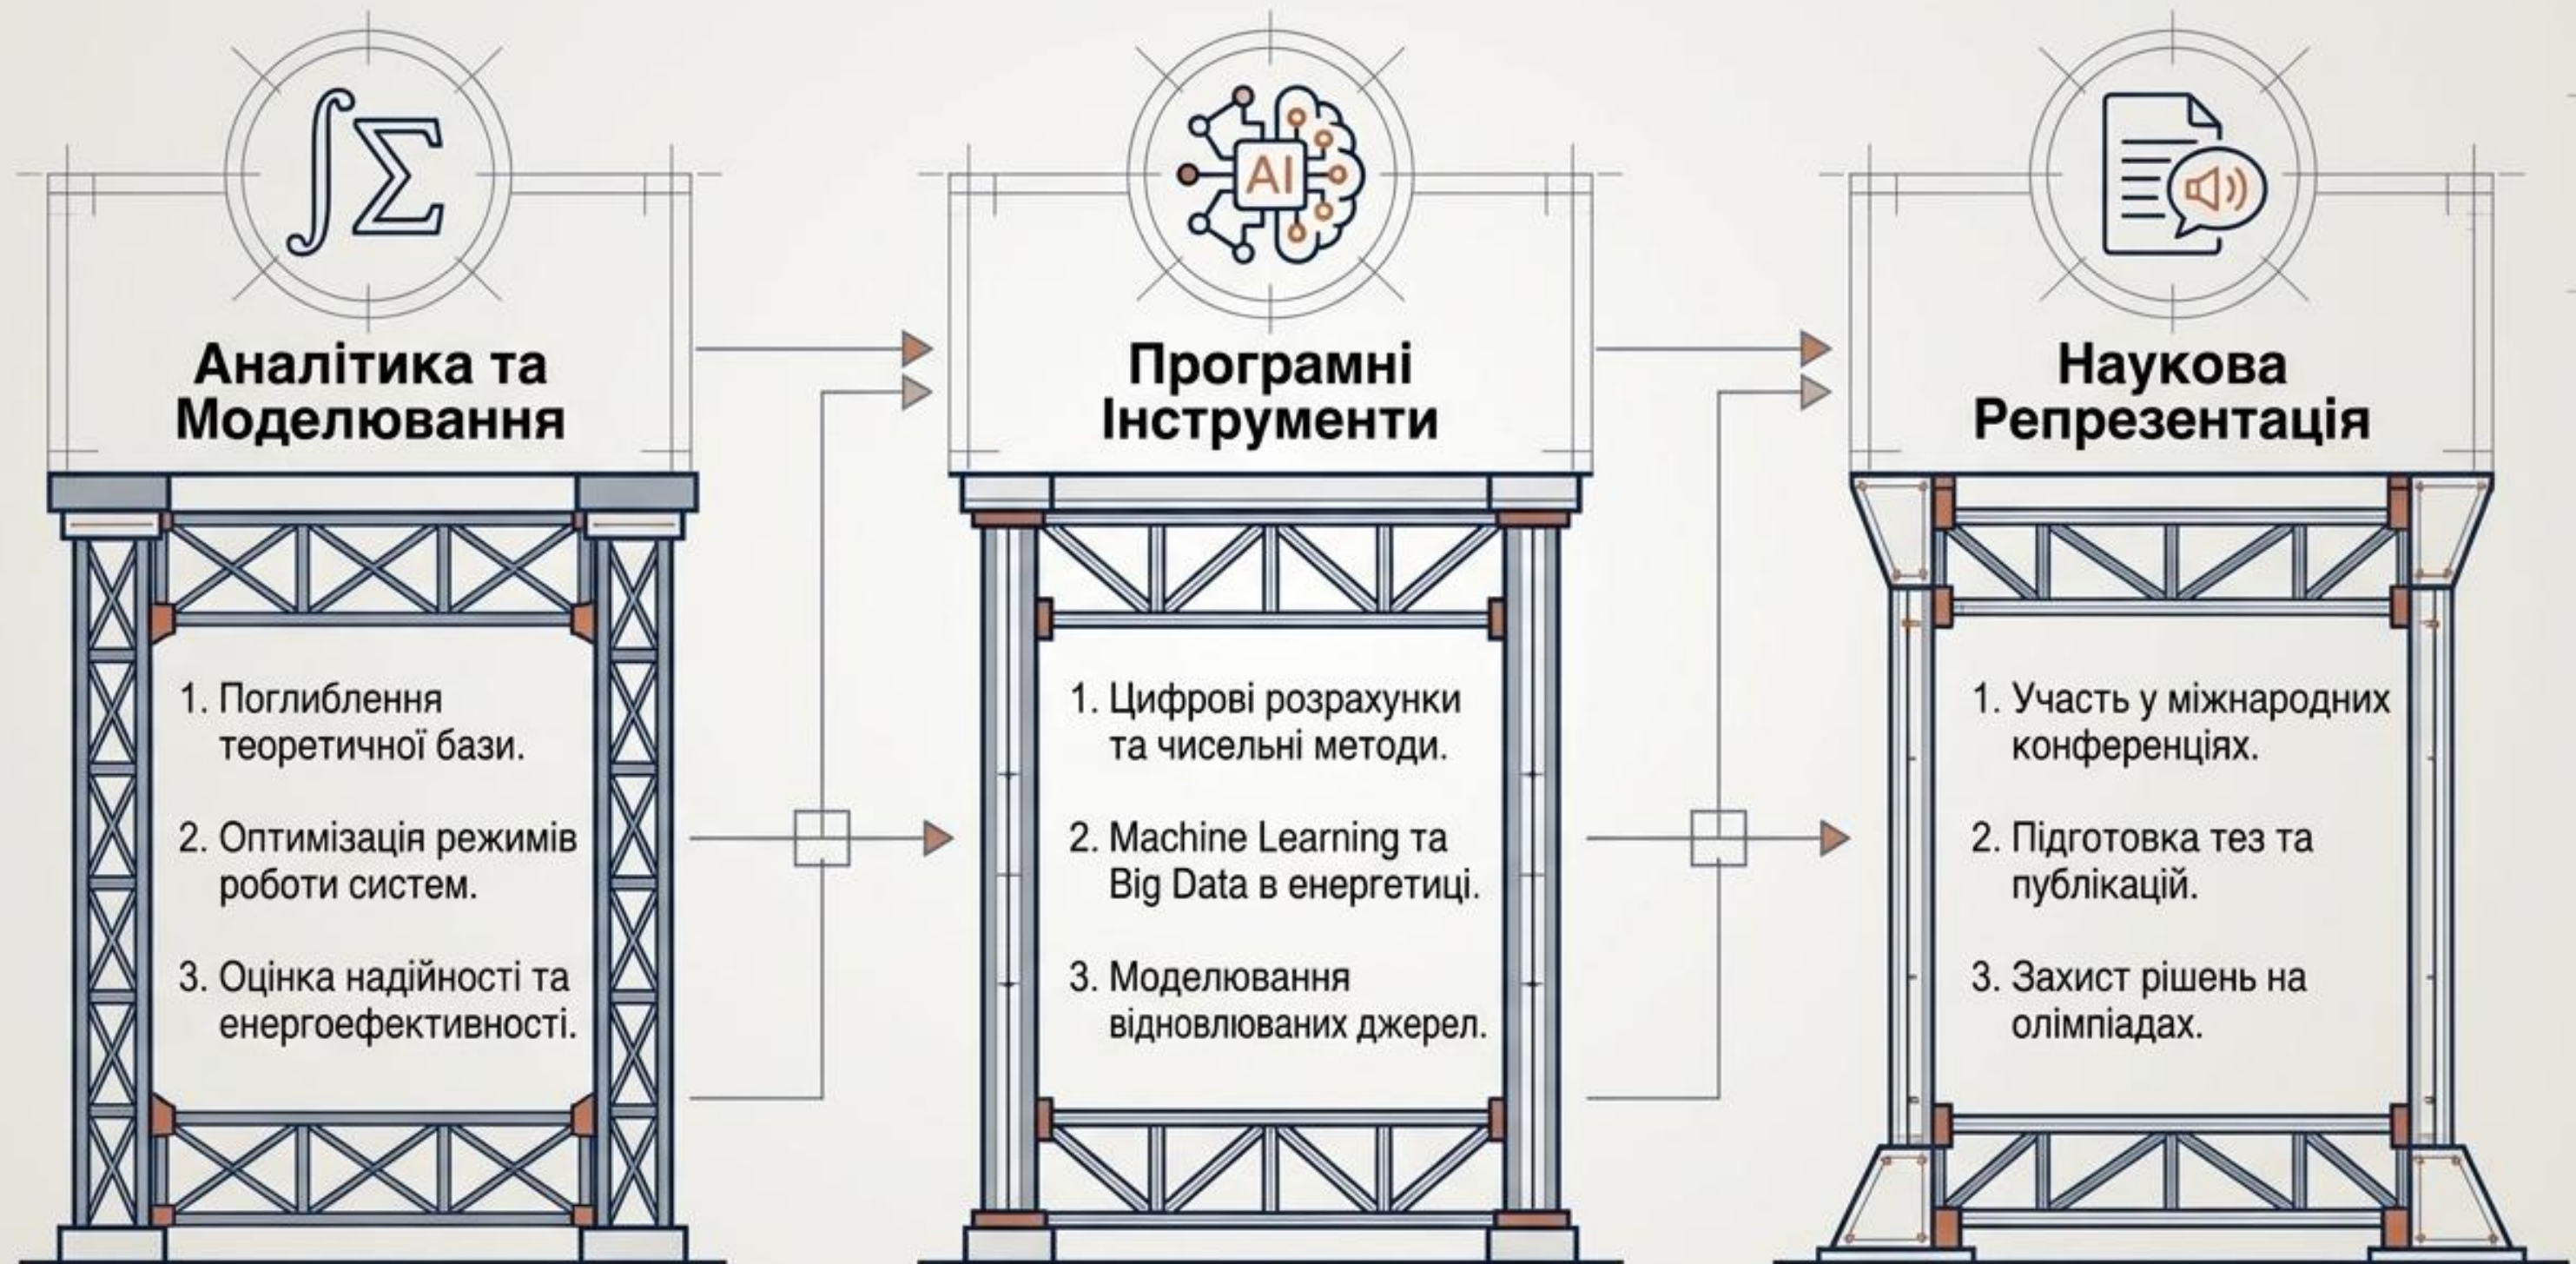 ∫Σ
Аналітика та
Моделювання
1. Поглиблення
теоретичної бази.
2. Оптимізація режимів
роботи систем.
3. Оцінка надійності та
енергоефективності.
AI
Програмні
Інструменти
1. Цифрові розрахунки
та чисельні методи.
2. Machine Learning та
Big Data в енергетиці.
3. Моделювання
відновлюваних джерел.
Наукова
Репрезентація
1. Участь у міжнародних
конференціях.
2. Підготовка тез та
публікацій.
3. Захист рішень на
олімпіадах.